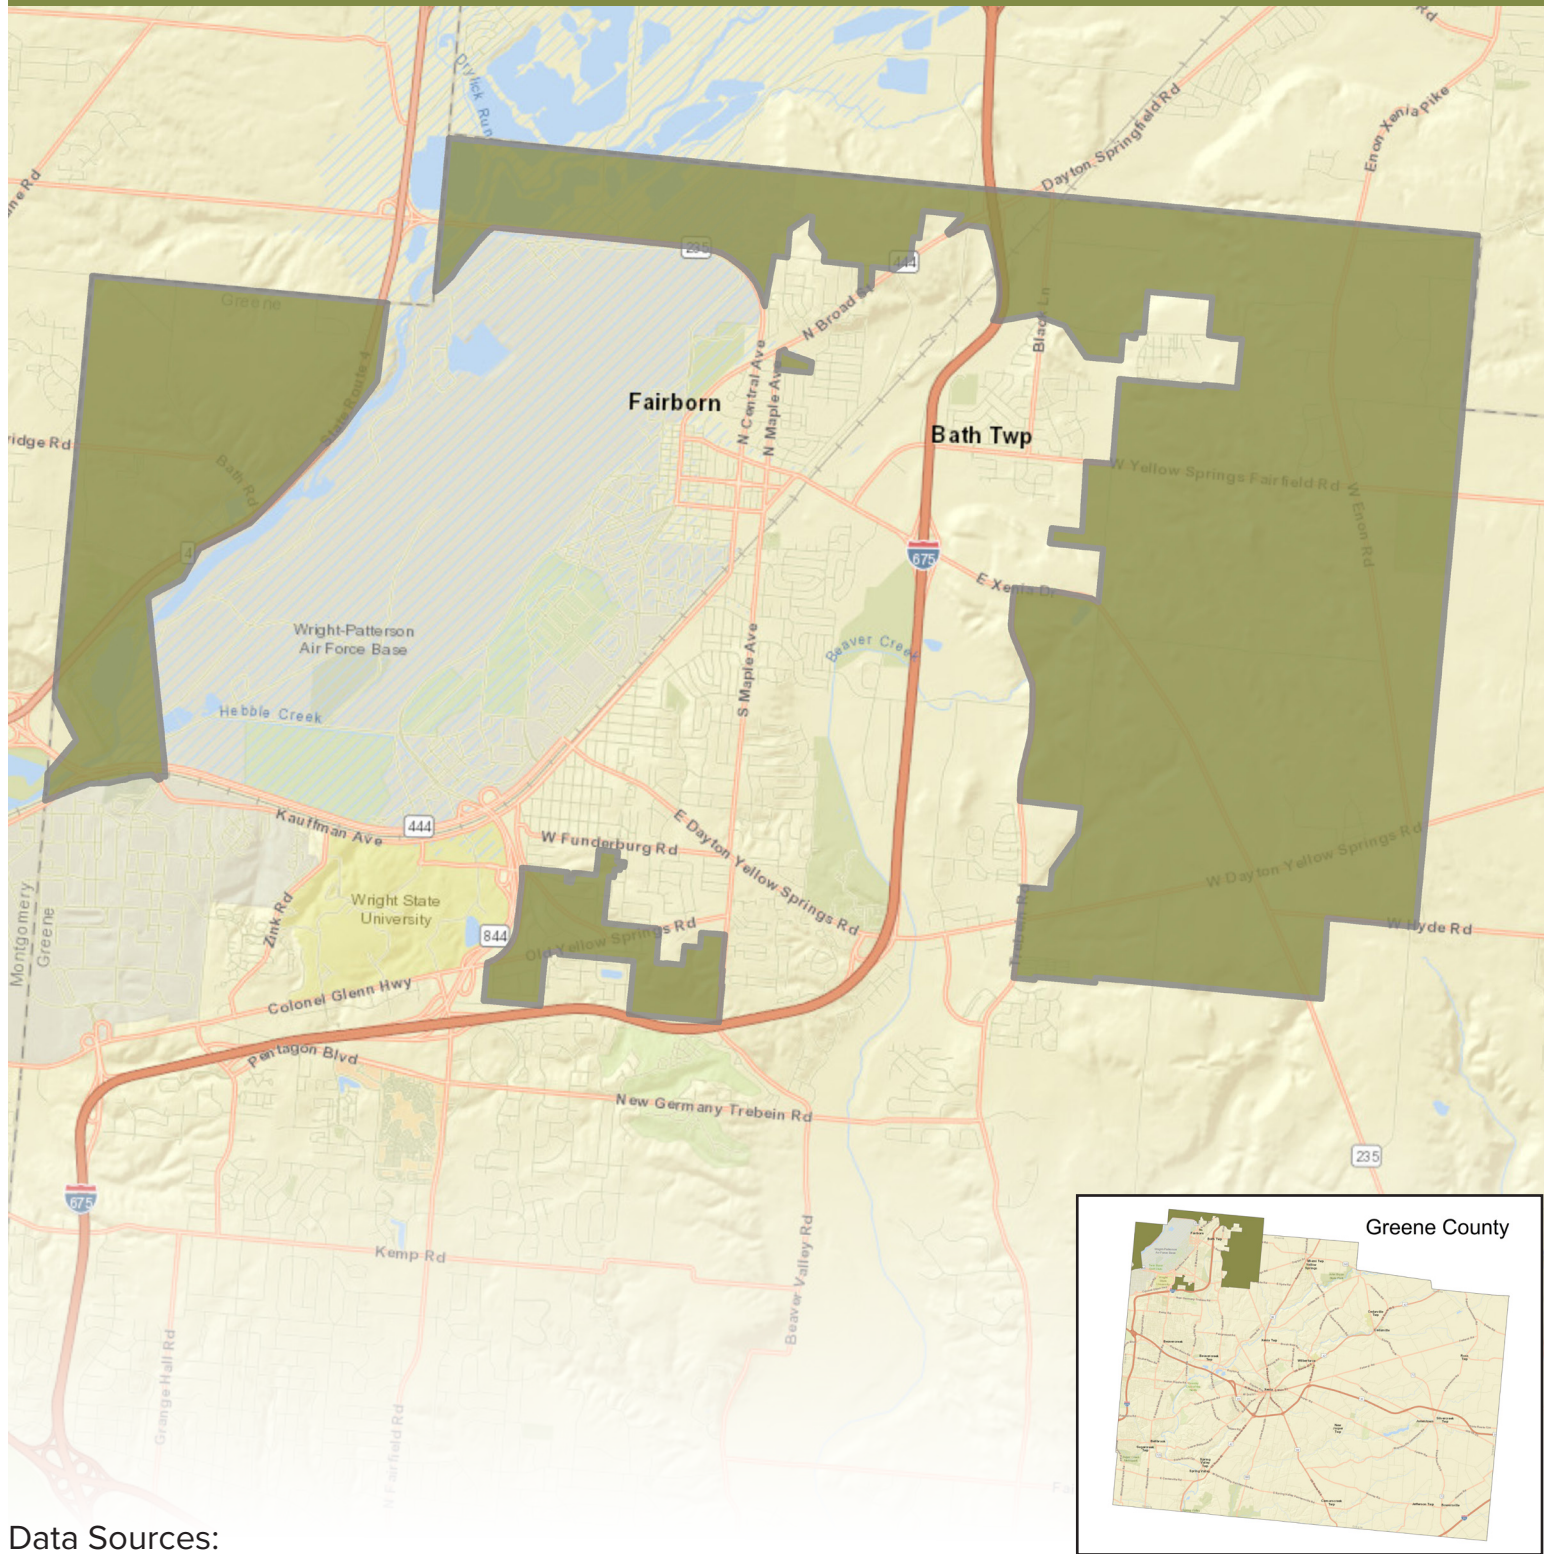 Rd
Drylick Run
Dayton Springfield Rd
Enon Xenia Pike
235
444
Greene
N Broad St
Black Ln
State Route 4
N Central Ave
N Maple Ave
Fairborn
Bath Twp
Bath Rd
W Yellow Springs Fairfield Rd
W Enon Rd
4
675
E Xenia Dr
Wright-Patterson
Air Force Base
Beaver Creek
S Maple Ave
Hebble Creek
Kauffman Ave
444
W Funderburg Rd
E Dayton Yellow Springs Rd
W Dayton Yellow Springs Rd
Wright State
University
Zink Rd
844
Old Yellow Springs Rd
Trebein Rd
W Hyde Rd
Montgomery
Greene
Colonel Glenn Hwy
Pentagon Blvd
New Germany Trebein Rd
235
675
Kemp Rd
Beaver Valley Rd
Grange Hall Rd
N Fairfield Rd
Greene County
Data Sources: